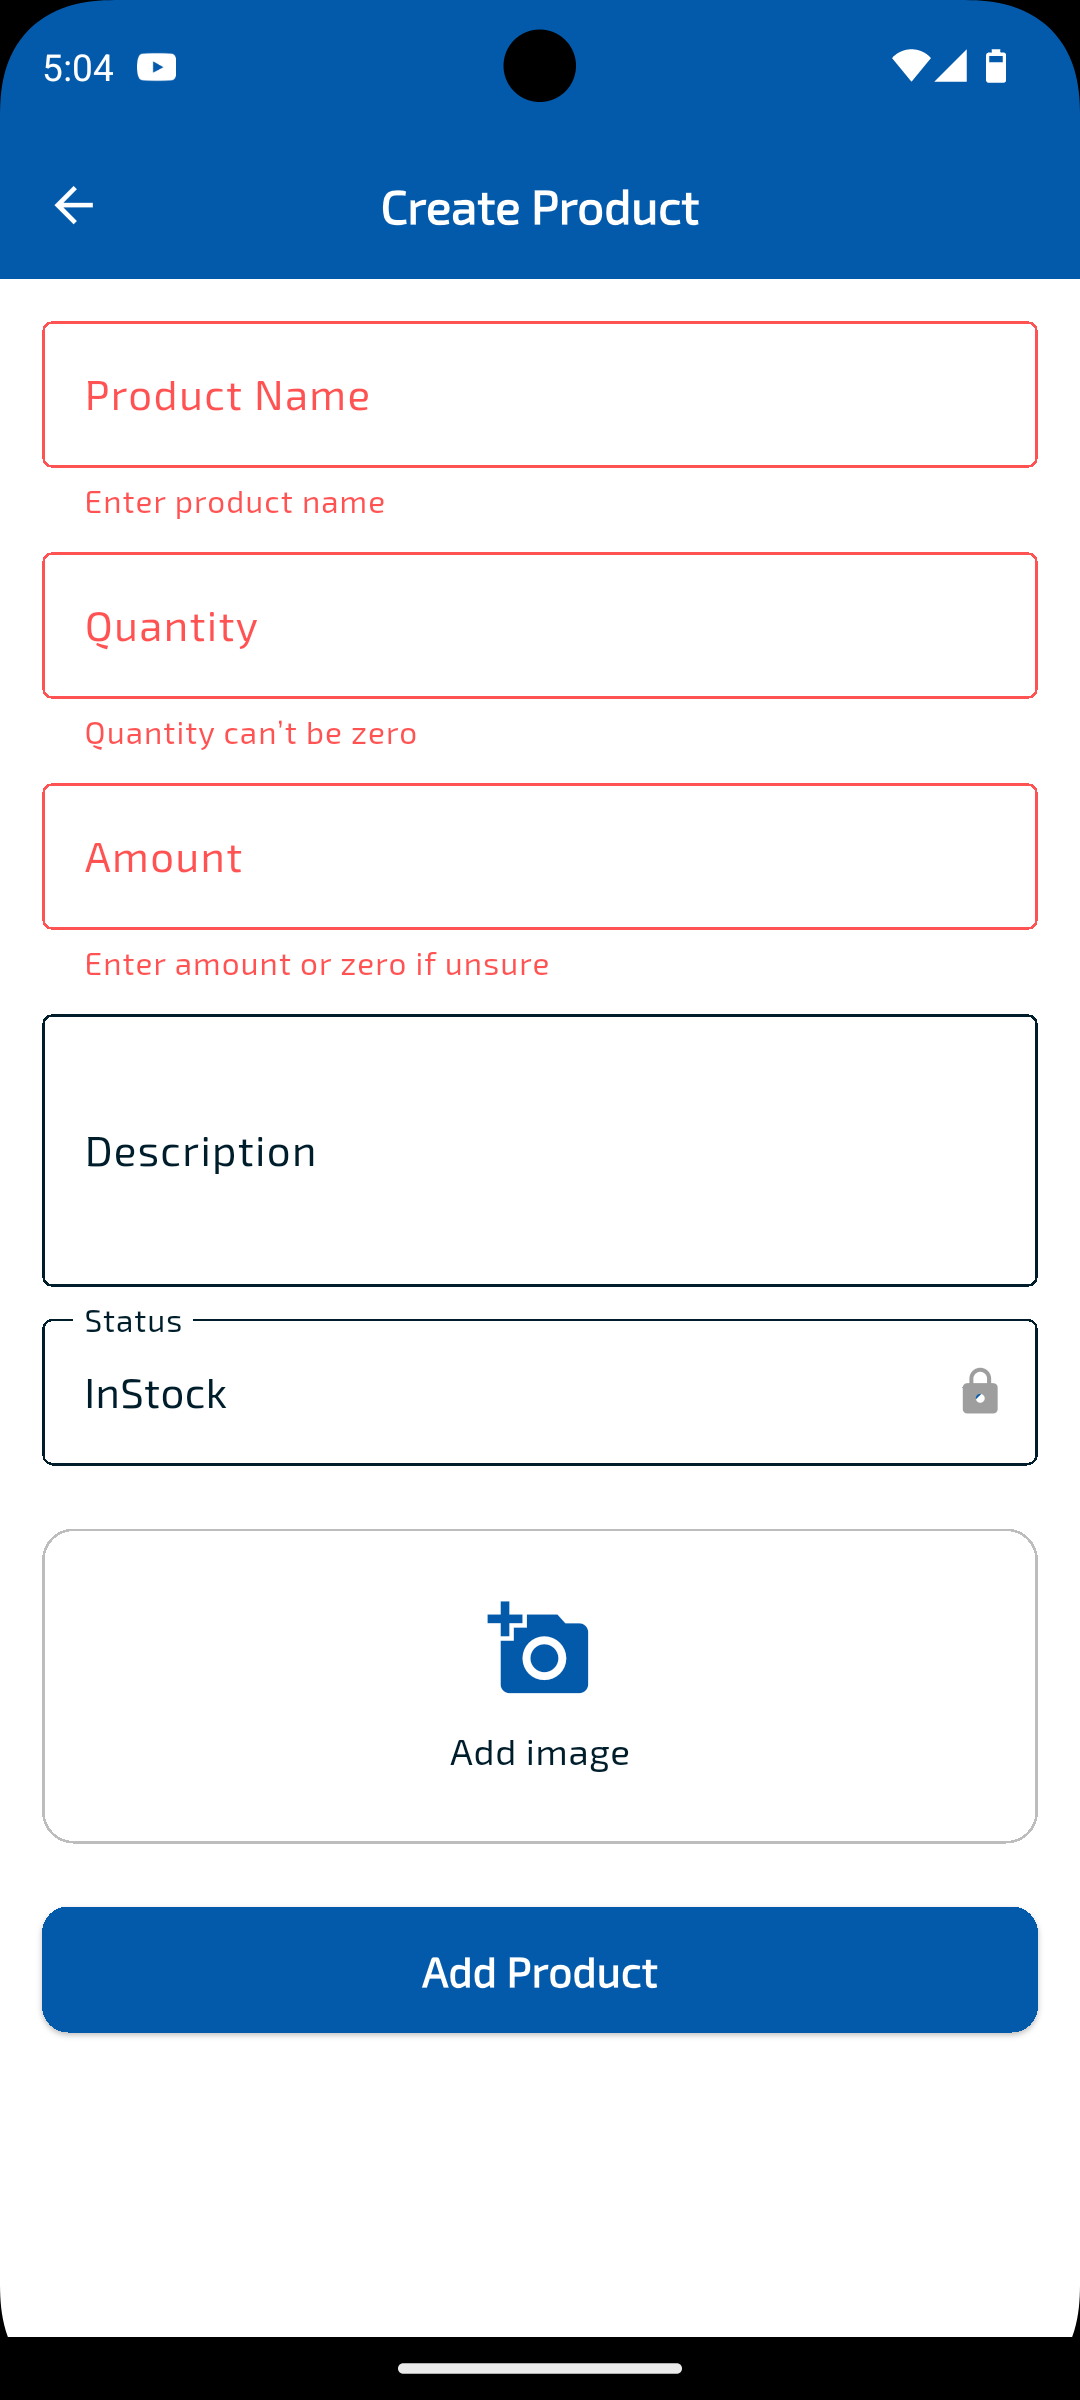 5:04
Create Product
Product Name
Enter product name
Quantity
Quantity can't be zero
Amount
Enter amount or zero if unsure
Description
Status
InStock
Add image
Add Product